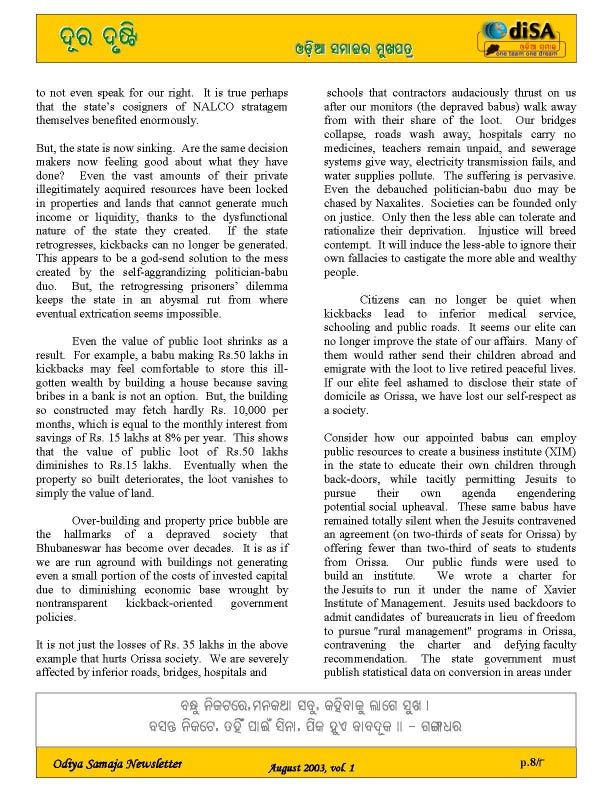 ଦୂର ଦୃଷ୍ଟି
ଓଡ଼ିଆ ସମାଜର ମୁଖପତ୍ର
diSA
ଓଡ଼ିଆ ସମାଜ
one team one dream
to not even speak for our right. It is true perhaps
that the state's cosigners of NALCO stratagem
themselves benefited enormously.
But, the state is now sinking. Are the same decision
makers now feeling good about what they have
done? Even the vast amounts of their private
illegitimately acquired resources have been locked
in properties and lands that cannot generate much
income or liquidity, thanks to the dysfunctional
nature of the state they created. If the state
retrogresses, kickbacks can no longer be generated.
This appears to be a god-send solution to the mess
created by the self-aggrandizing politician-babu
duo. But, the retrogressing prisoners' dilemma
keeps the state in an abysmal rut from where
eventual extrication seems impossible.
Even the value of public loot shrinks as a
result. For example, a babu making Rs.50 lakhs in
kickbacks may feel comfortable to store this ill-
gotten wealth by building a house because saving
bribes in a bank is not an option. But, the building
so constructed may fetch hardly Rs. 10,000 per
months, which is equal to the monthly interest from
savings of Rs. 15 lakhs at 8% per year. This shows
that the value of public loot of Rs.50 lakhs
diminishes to Rs.15 lakhs. Eventually when the
property so built deteriorates, the loot vanishes to
simply the value of land.
Over-building and property price bubble are
the hallmarks of a depraved society that
Bhubaneswar has become over decades. It is as if
we are run aground with buildings not generating
even a small portion of the costs of invested capital
due to diminishing economic base wrought by
nontransparent kickback-oriented government
policies.
It is not just the losses of Rs. 35 lakhs in the above
example that hurts Orissa society. We are severely
affected by inferior roads, bridges, hospitals and
schools that contractors audaciously thrust on us
after our monitors (the depraved babus) walk away
from with their share of the loot. Our bridges
collapse, roads wash away, hospitals carry no
medicines, teachers remain unpaid, and sewerage
systems give way, electricity transmission fails, and
water supplies pollute. The suffering is pervasive.
Even the debauched politician-babu duo may be
chased by Naxalites. Societies can be founded only
on justice. Only then the less able can tolerate and
rationalize their deprivation. Injustice will breed
contempt. It will induce the less-able to ignore their
own fallacies to castigate the more able and wealthy
people.
Citizens can no longer be quiet when
kickbacks lead to inferior medical service,
schooling and public roads. It seems our elite can
no longer improve the state of our affairs. Many of
them would rather send their children abroad and
emigrate with the loot to live retired peaceful lives.
If our elite feel ashamed to disclose their state of
domicile as Orissa, we have lost our self-respect as
a society.
Consider how our appointed babus can employ
public resources to create a business institute (XIM)
in the state to educate their own children through
back-doors, while tacitly permitting Jesuits to
pursue their own agenda engendering
potential social upheaval. These same babus have
remained totally silent when the Jesuits contravened
an agreement (on two-thirds of seats for Orissa) by
offering fewer than two-third of seats to students
from Orissa. Our public funds were used to
build an institute. We wrote a charter for
the Jesuits to run it under the name of Xavier
Institute of Management. Jesuits used backdoors to
admit candidates of bureaucrats in lieu of freedom
to pursue "rural management" programs in Orissa,
contravening the charter and defying faculty
recommendation. The state government must
publish statistical data on conversion in areas under
ବନ୍ଧୁ ନିକଟରେ,ମନକଥା ସବୁ, କହିବାକୁ ଲାଗେ ସୁଖ ।
ବସନ୍ତ ନିକଟେ, ତହିଁ ପାଇଁ ସିନା, ପିକ ହୁଏ ବାବଦୂକ ॥ - ଗଙ୍ଗାଧର
Odiya Samaja Newsletter
August 2003, vol. 1
p.8/୮